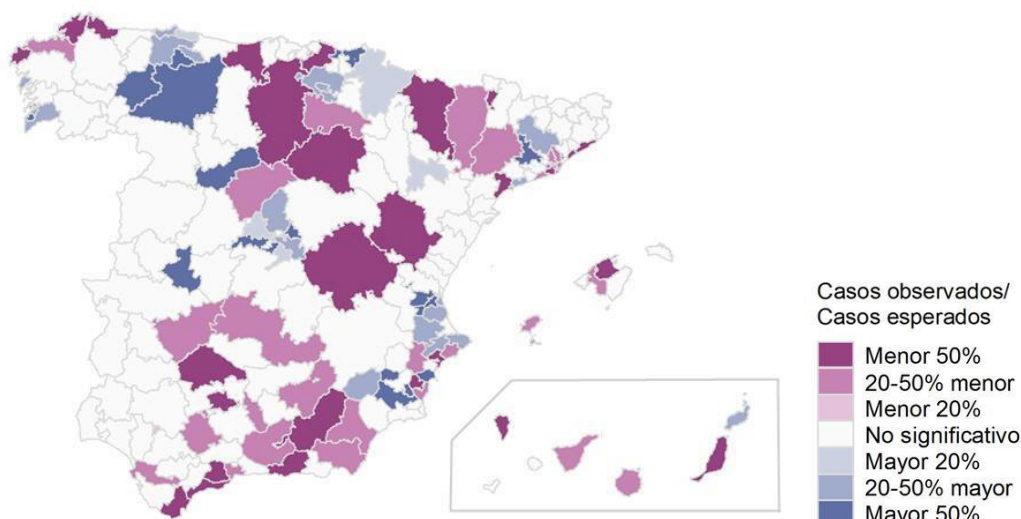 Casos observados/
Casos esperados
Menor 50%
20-50% menor
Menor 20%
No significativo
Mayor 20%
20-50% mayor
Mayor 50%